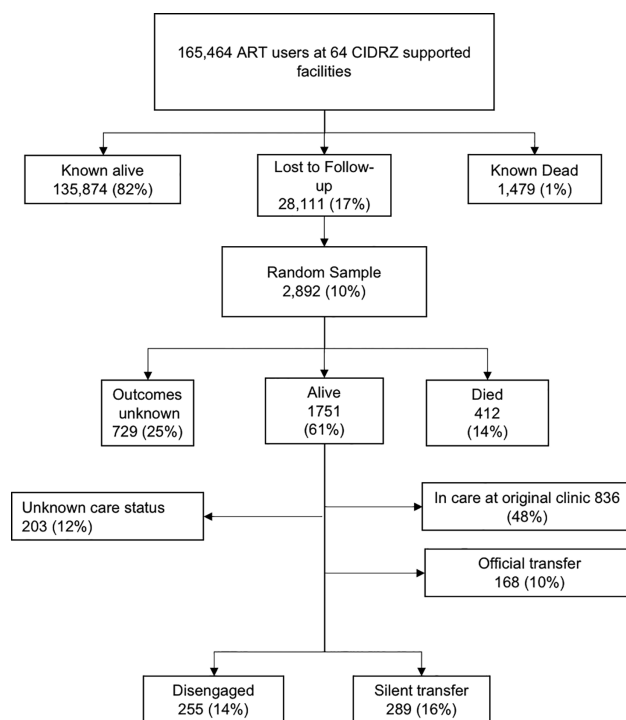 165,464 ART users at 64 CIDRZ supported
facilities
Known alive
135,874 (82%)
Lost to Follow-
up
28,111 (17%)
Known Dead
1,479 (1%)
Random Sample
2,892 (10%)
Outcomes
unknown
729 (25%)
Alive
1751
(61%)
Died
412
(14%)
Unknown care status
203 (12%)
In care at original clinic 836
(48%)
Official transfer
168 (10%)
Disengaged
255 (14%)
Silent transfer
289 (16%)